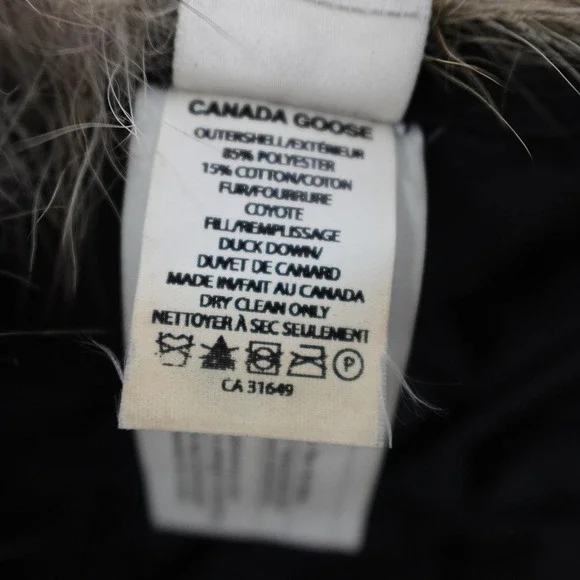 CANADA GOOSE
OUTERSHELL/EXTÉRIEUR
85% POLYESTER
15% COTTON/COTON
FUR/FOURRURE
COYOTE
FILL/REMPLISSAGE
DUCK DOWN/
DUVET DE CANARD
MADE IN/FAIT AU CANADA
DRY CLEAN ONLY
NETTOYER À SEC SEULEMENT
P
CA 31649